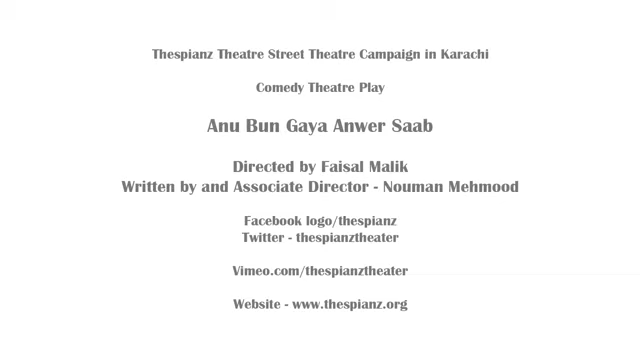 Thespianz Theatre Street Theatre Campaign in Karachi
Comedy Theatre Play
Anu Bun Gaya Anwer Saab
Directed by Faisal Malik
Written by and Associate Director - Nouman Mehmood
Facebook logo/thespianz
Twitter - thespianztheater
Vimeo.com/thespianztheater
Website - www.thespianz.org